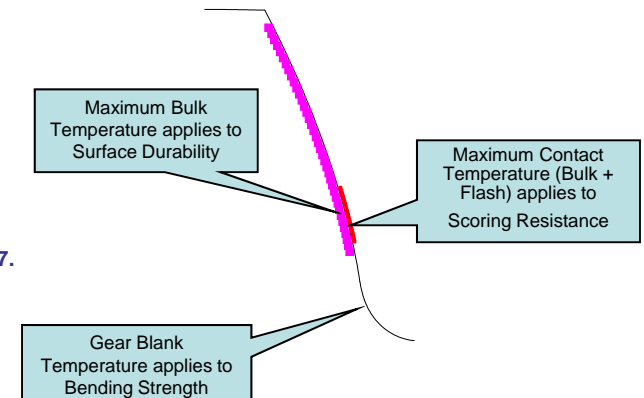 Maximum Bulk
Temperature applies to
Surface Durability
Maximum Contact
Temperature (Bulk +
Flash) applies to
Scoring Resistance
7.
Gear Blank
Temperature applies to
Bending Strength